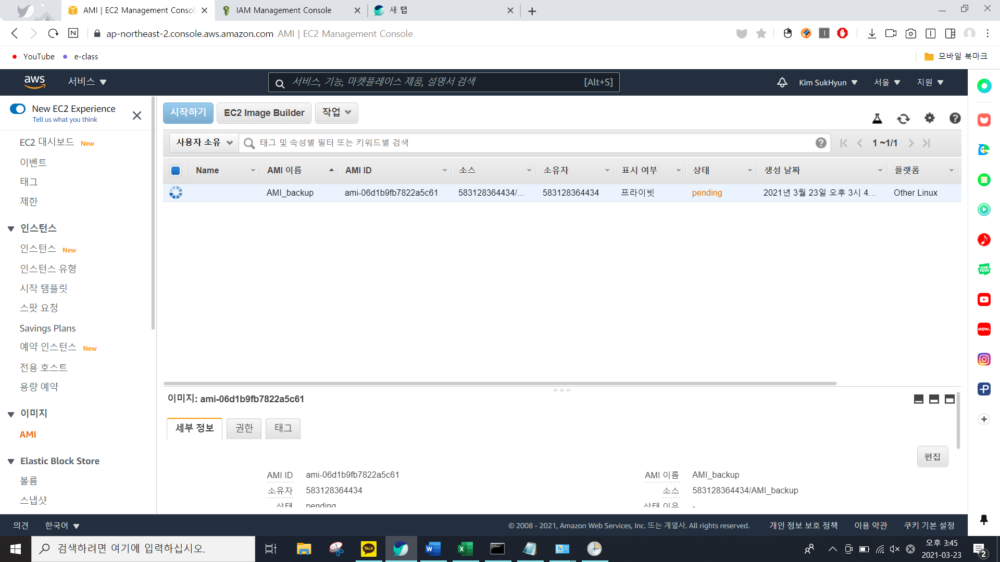 AMI | EC2 Management Consol
IAM Management Console
새 탭
N
ap-northeast-2.console.aws.amazon.com AMI | EC2 Management Console
YouTube
e-class
모바일 북마크
aws
서비스
서비스, 기능, 마켓플레이스 제품, 설명서 검색 [Alt+S]
Kim SukHyun
서울
지원
New EC2 Experience
Tell us what you think
EC2 대시보드 New
이벤트
태그
제한
인스턴스
인스턴스 New
인스턴스 유형
시작 템플릿
스팟 요청
Savings Plans
예약 인스턴스 New
전용 호스트
용량 예약
이미지
AMI
Elastic Block Store
볼륨
스냅샷
시작하기
EC2 Image Builder
작업
사용자 소유
태그 및 속성별 필터 또는 키워드별 검색
1 ~1/1
Name AMI 이름 AMI ID 소스 소유자 표시 여부 상태 생성 날짜 플랫폼
AMI_backup ami-06d1b9fb7822a5c61 583128364434/... 583128364434 프라이빗 pending 2021년 3월 23일 오후 3시 4... Other Linux
이미지: ami-06d1b9fb7822a5c61
세부 정보
권한
태그
편집
AMI ID ami-06d1b9fb7822a5c61 AMI 이름 AMI_backup
소유자 583128364434 소스 583128364434/AMI_backup
상태 pending 상태 이유 -
WEB
TOON
NOW.
의견
한국어
© 2008 - 2021, Amazon Web Services, Inc. 또는 계열사. All rights reserved.
개인 정보 보호 정책
이용 약관
쿠키 기본 설정
검색하려면 여기에 입력하십시오.
TALK
오후 3:45
2021-03-23
2